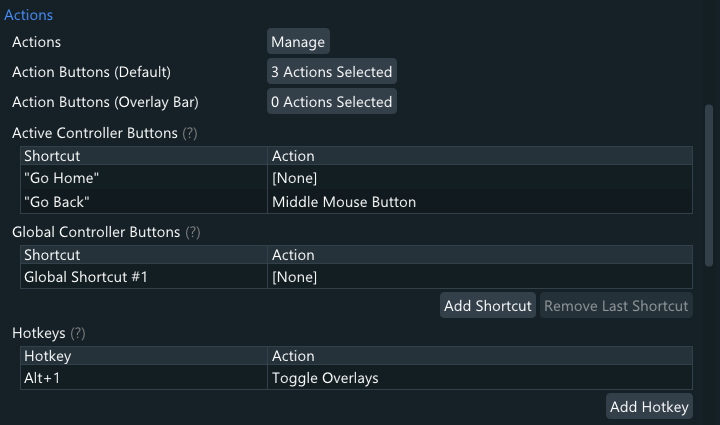 Actions
Actions Manage
Action Buttons (Default) 3 Actions Selected
Action Buttons (Overlay Bar) 0 Actions Selected
Active Controller Buttons (?)
Shortcut Action
"Go Home" [None]
"Go Back" Middle Mouse Button
Global Controller Buttons (?)
Shortcut Action
Global Shortcut #1 [None]
Add Shortcut Remove Last Shortcut
Hotkeys (?)
Hotkey Action
Alt+1 Toggle Overlays
Add Hotkey